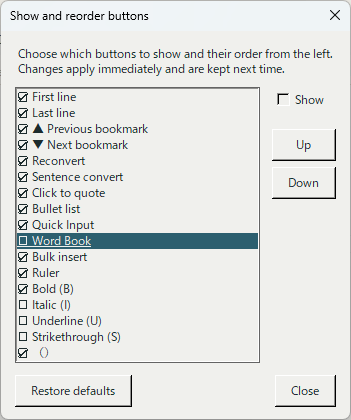 Show and reorder buttons
Choose which buttons to show and their order from the left.
Changes apply immediately and are kept next time.
First line
Last line
▲ Previous bookmark
▼ Next bookmark
Reconvert
Sentence convert
Click to quote
Bullet list
Quick Input
Word Book
Bulk insert
Ruler
Bold (B)
Italic (I)
Underline (U)
Strikethrough (S)
()
Show
Up
Down
Restore defaults
Close